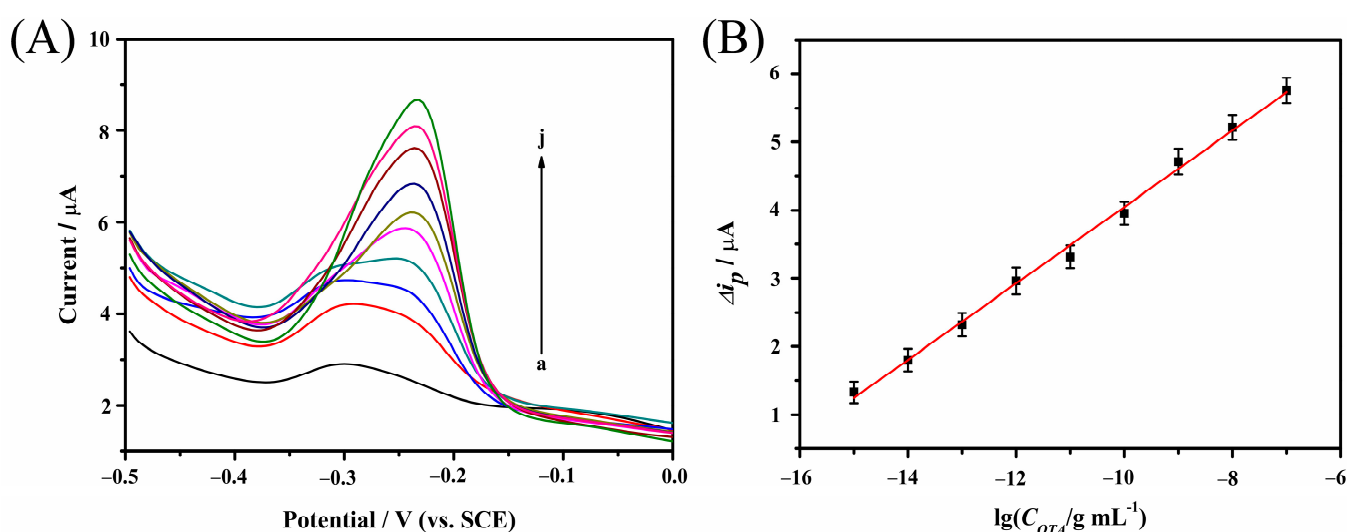 (A)
10
8
6
4
2
Current / μA
j
a
−0.5
−0.4
−0.3
−0.2
−0.1
0.0
Potential / V (vs. SCE)
(B)
6
5
4
3
2
1
Δip / μA
−16
−14
−12
−10
−8
−6
lg(C_OTA/g mL⁻¹)